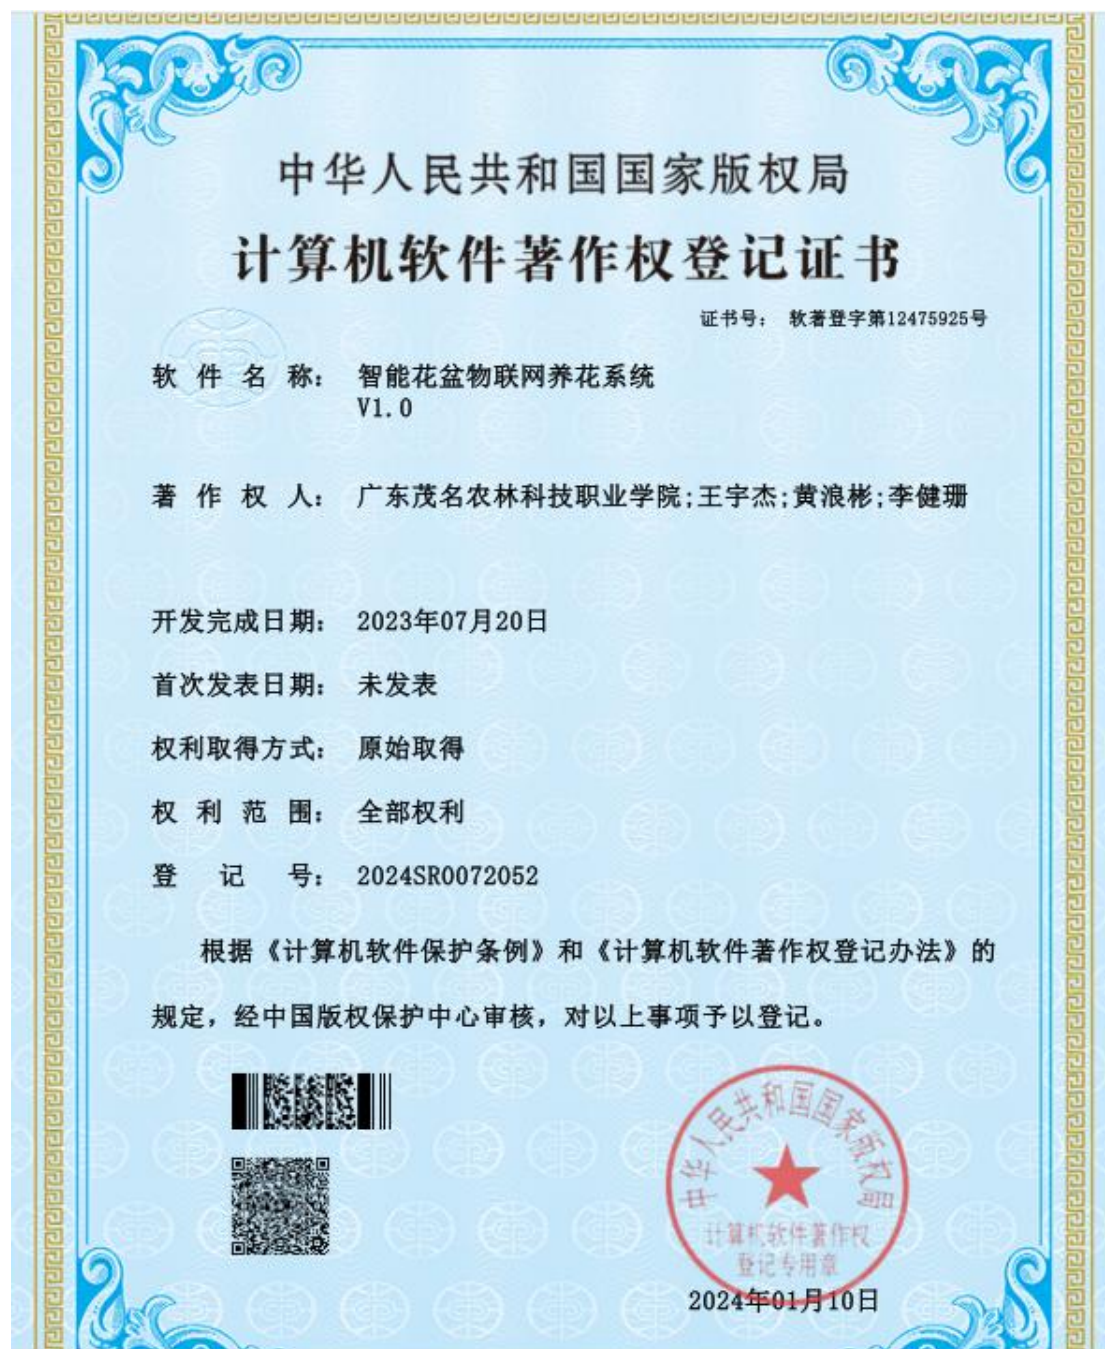 中华人民共和国国家版权局
计算机软件著作权登记证书
证书号： 软著登字第12475925号
软件名称： 智能花盆物联网养花系统
V1.0
著作权人： 广东茂名农林科技职业学院;王宇杰;黄浪彬;李健珊
开发完成日期： 2023年07月20日
首次发表日期： 未发表
权利取得方式： 原始取得
权利范围： 全部权利
登记号： 2024SR0072052
根据《计算机软件保护条例》和《计算机软件著作权登记办法》的
规定，经中国版权保护中心审核，对以上事项予以登记。
中华人民共和国国家版权局
计算机软件著作权
登记专用章
2024年01月10日